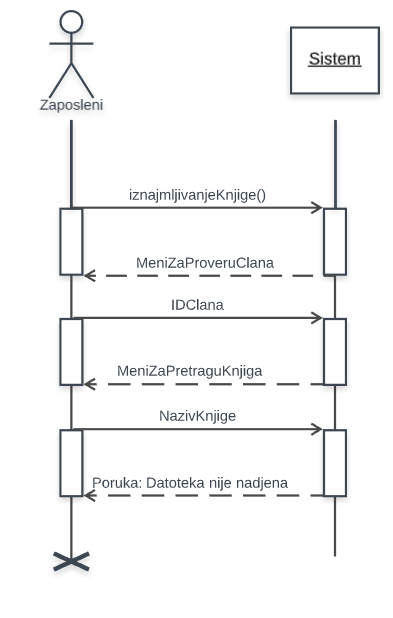 Zaposleni
Sistem
iznajmljivanjeKnjige()
MeniZaProveruClana
IDClana
MeniZaPretraguKnjiga
NazivKnjige
Poruka: Datoteka nije nadjena